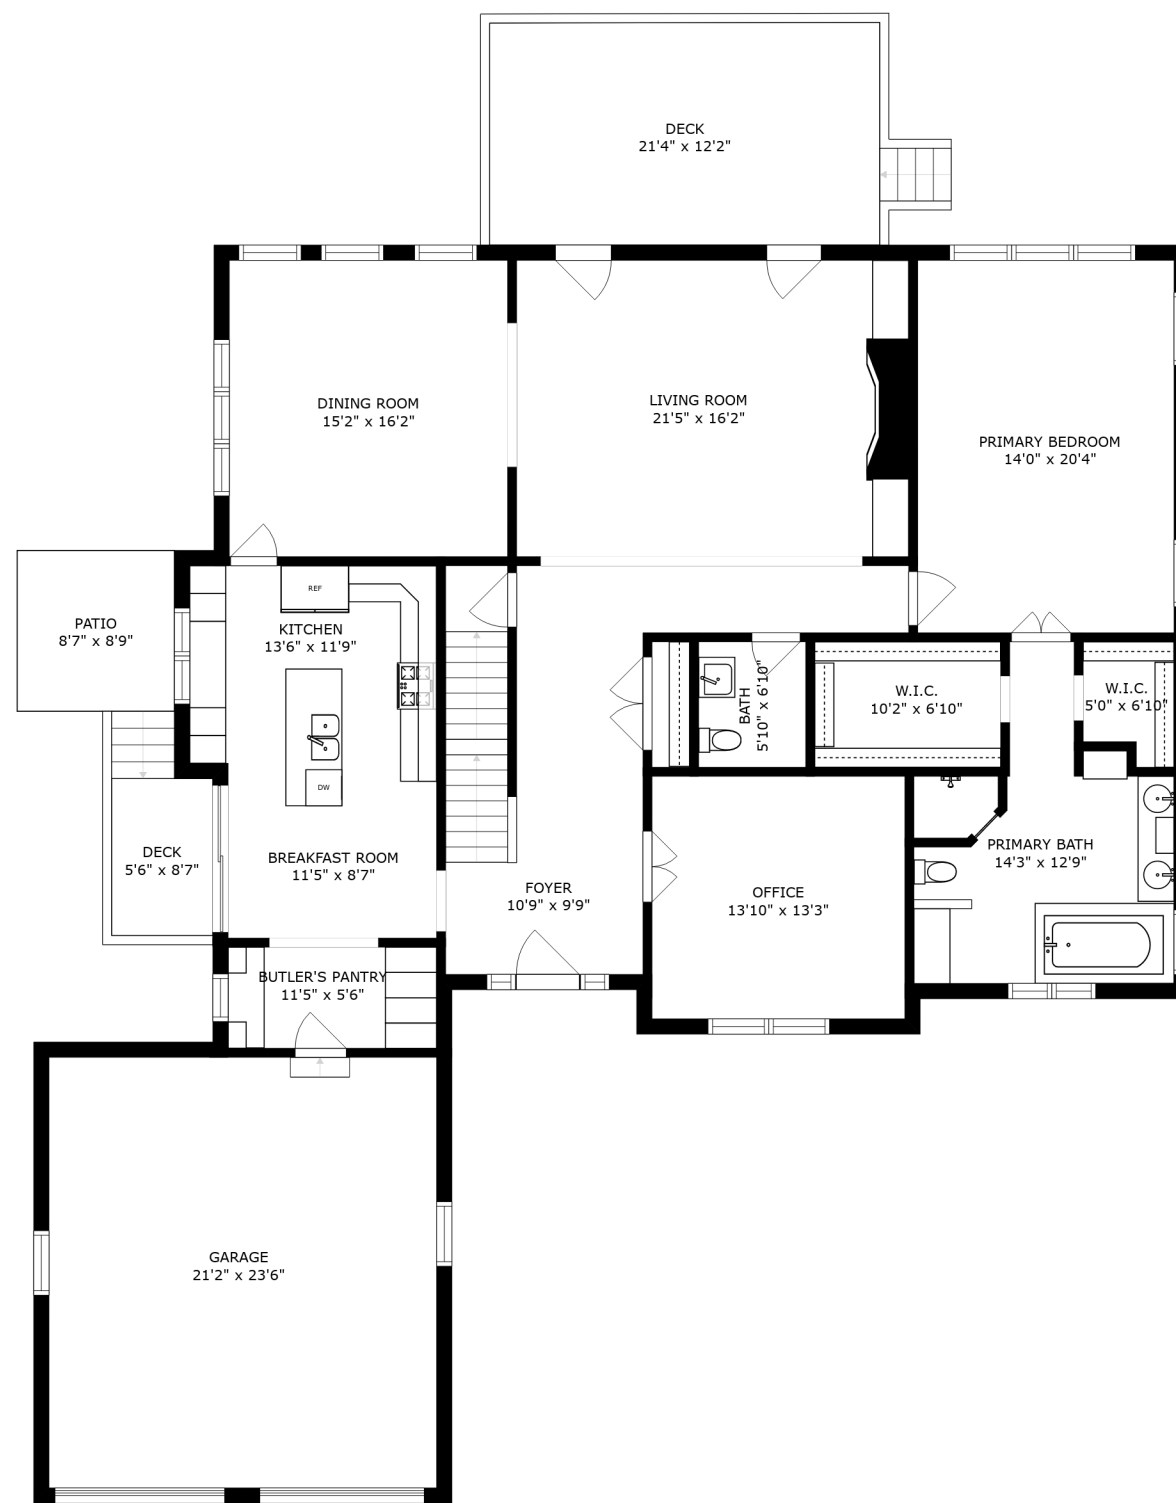 DECK
21'4" x 12'2"
DINING ROOM
15'2" x 16'2"
LIVING ROOM
21'5" x 16'2"
PRIMARY BEDROOM
14'0" x 20'4"
PATIO
8'7" x 8'9"
REF
KITCHEN
13'6" x 11'9"
BATH
5'10" x 6'10"
W.I.C.
10'2" x 6'10"
W.I.C.
5'0" x 6'10"
DW
DECK
5'6" x 8'7"
BREAKFAST ROOM
11'5" x 8'7"
FOYER
10'9" x 9'9"
OFFICE
13'10" x 13'3"
PRIMARY BATH
14'3" x 12'9"
BUTLER'S PANTRY
11'5" x 5'6"
GARAGE
21'2" x 23'6"